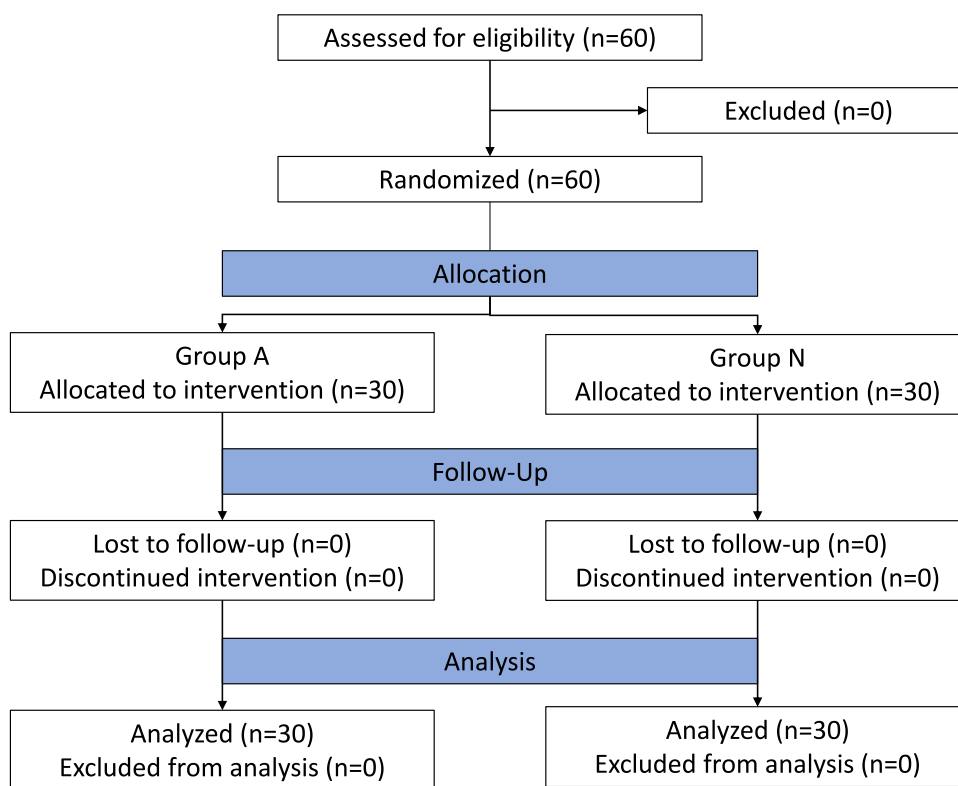 Assessed for eligibility (n=60)
Excluded (n=0)
Randomized (n=60)
Allocation
Group A
Allocated to intervention (n=30)
Group N
Allocated to intervention (n=30)
Follow-Up
Lost to follow-up (n=0)
Discontinued intervention (n=0)
Lost to follow-up (n=0)
Discontinued intervention (n=0)
Analysis
Analyzed (n=30)
Excluded from analysis (n=0)
Analyzed (n=30)
Excluded from analysis (n=0)